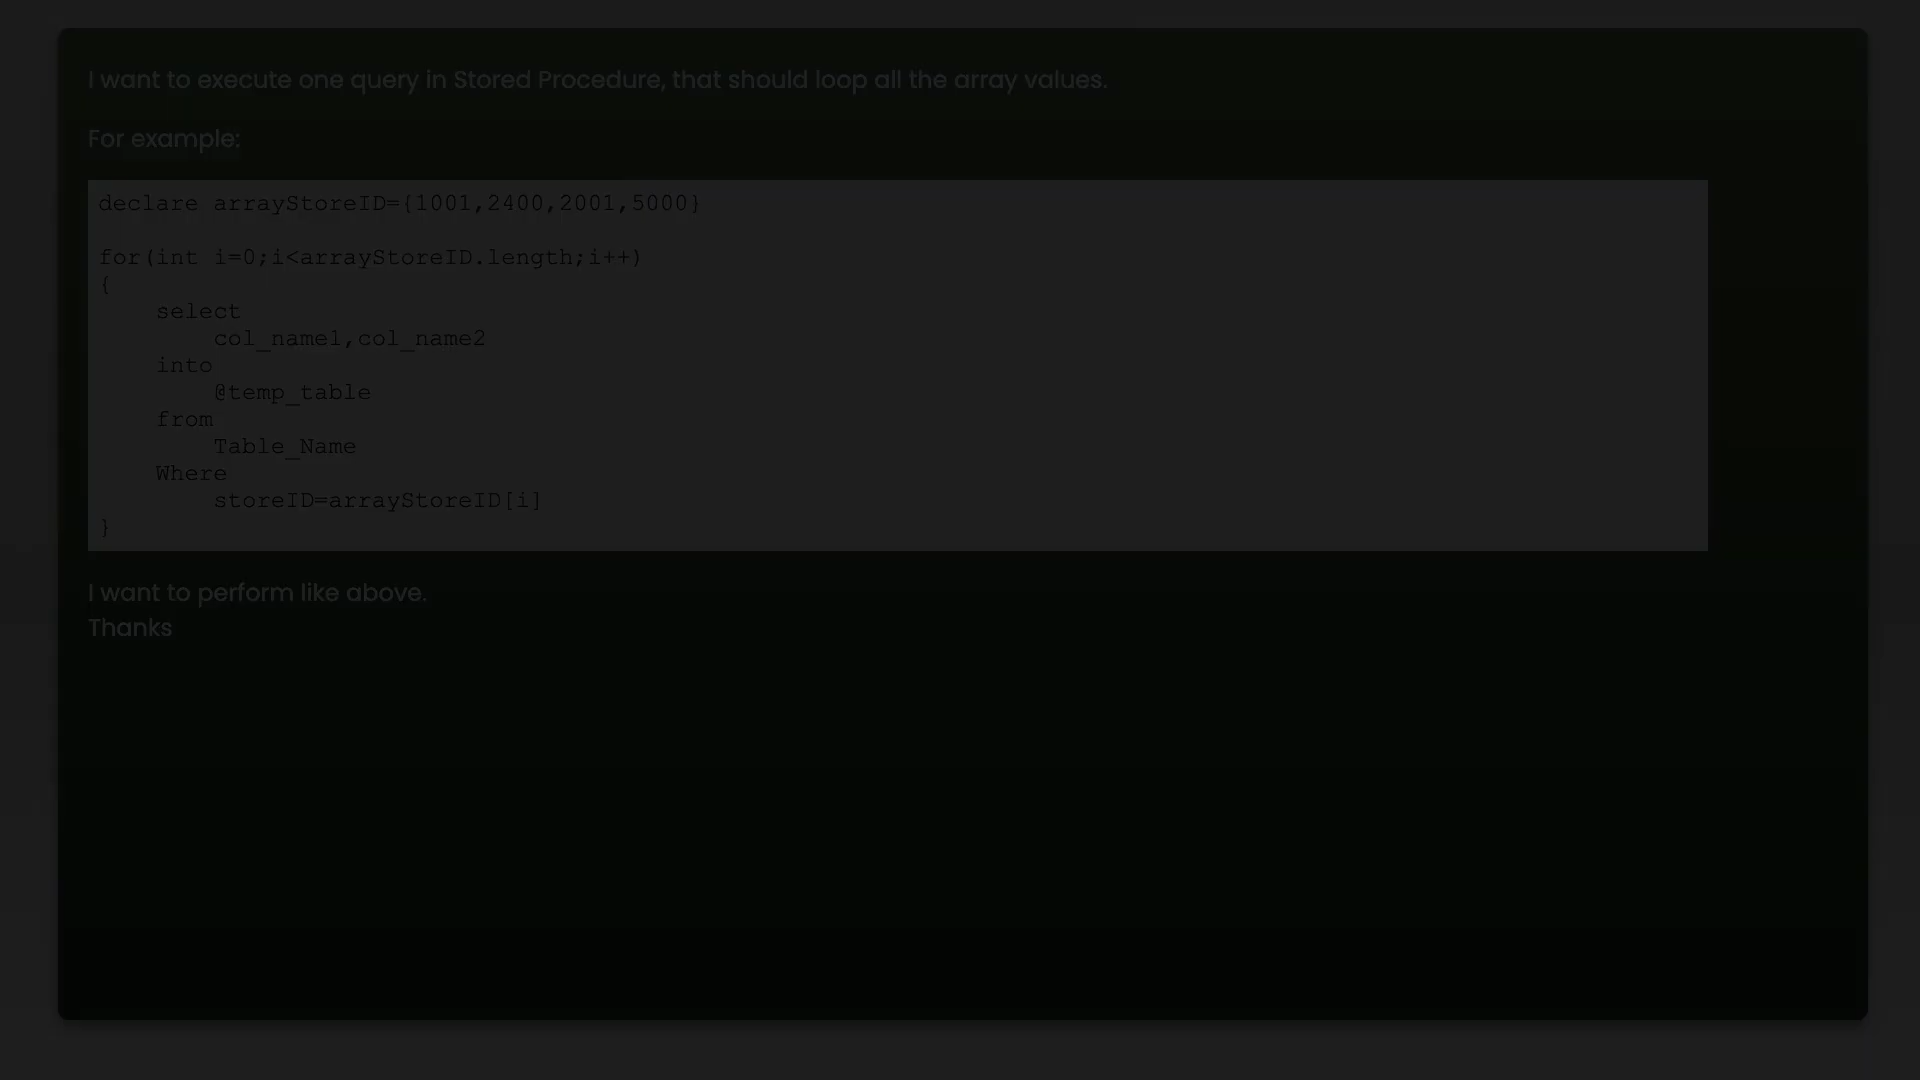 I want to execute one query in Stored Procedure, that should loop all the array values.
For example:
declare arrayStoreID={1001,2400,2001,5000}
for(int i=0;i<arrayStoreID.length;i++)
{
    select
        col_name1,col_name2
    into
        @temp_table
    from
        Table_Name
    Where
        storeID=arrayStoreID[i]
}
I want to perform like above.
Thanks